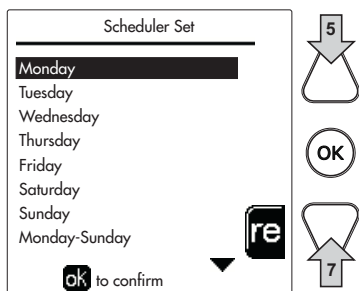 Scheduler Set
Monday
Tuesday
Wednesday
Thursday
Friday
Saturday
Sunday
Monday-Sunday
re
ok to confirm
5
OK
7